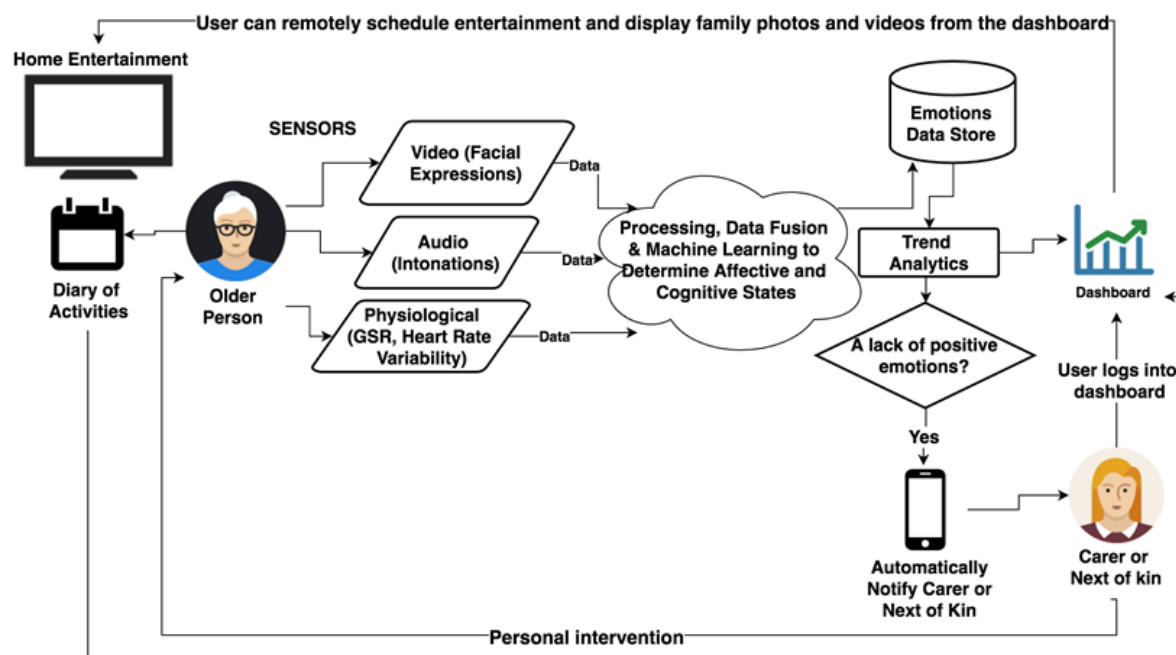 User can remotely schedule entertainment and display family photos and videos from the dashboard
Home Entertainment
SENSORS
Video (Facial
Expressions)
Data
Audio
(Intonations)
Data
Physiological
(GSR, Heart Rate
Variability)
Data
Older
Person
Diary of
Activities
Processing, Data Fusion
& Machine Learning to
Determine Affective and
Cognitive States
Emotions
Data Store
Trend
Analytics
Dashboard
A lack of positive
emotions?
Yes
User logs into
dashboard
Automatically
Notify Carer or
Next of Kin
Carer or
Next of kin
Personal intervention